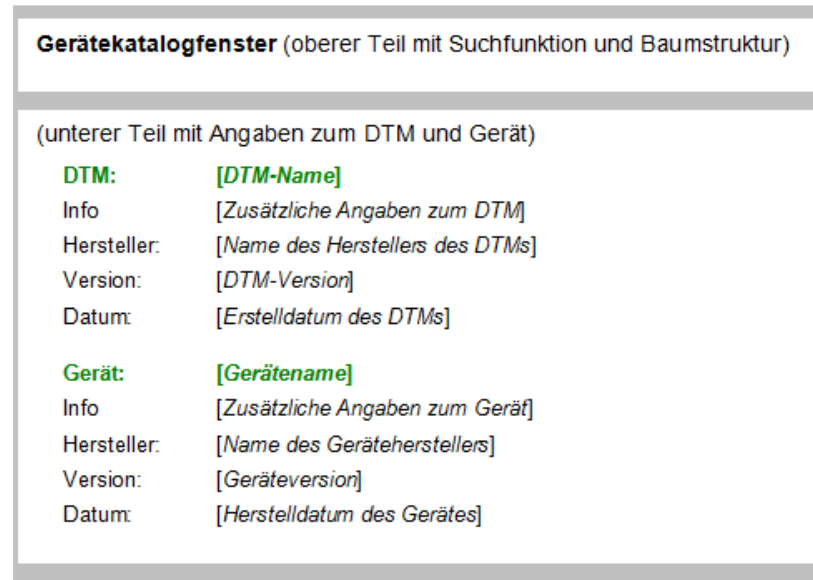 Gerätekatalogfenster (oberer Teil mit Suchfunktion und Baumstruktur)
(unterer Teil mit Angaben zum DTM und Gerät)
DTM: [DTM-Name]
Info [Zusätzliche Angaben zum DTM]
Hersteller: [Name des Herstellers des DTMs]
Version: [DTM-Version]
Datum: [Erstelldatum des DTMs]
Gerät: [Gerätename]
Info [Zusätzliche Angaben zum Gerät]
Hersteller: [Name des Geräteherstellers]
Version: [Geräteversion]
Datum: [Herstelldatum des Gerätes]